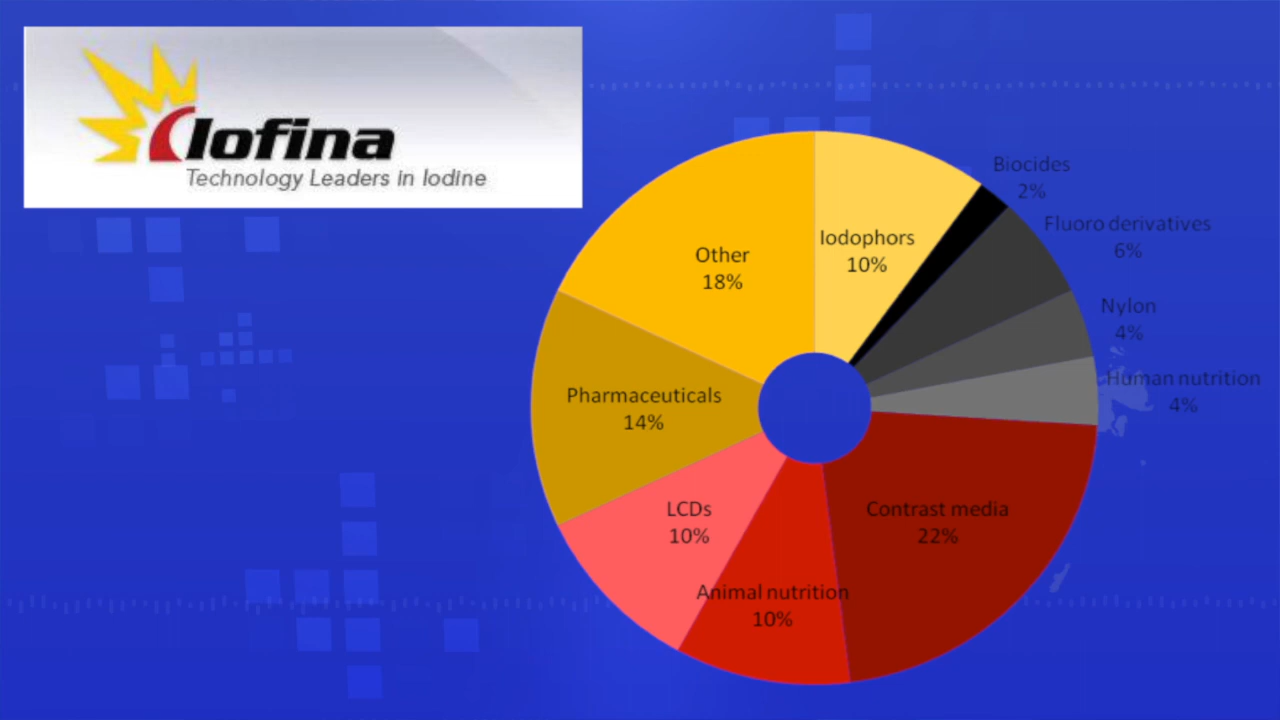 Iofina
Technology Leaders in Iodine
Biocides
2%
Iodophors
10%
Fluoro derivatives
6%
Other
18%
Nylon
4%
Human nutrition
4%
Pharmaceuticals
14%
LCDs
10%
Contrast media
22%
Animal nutrition
10%